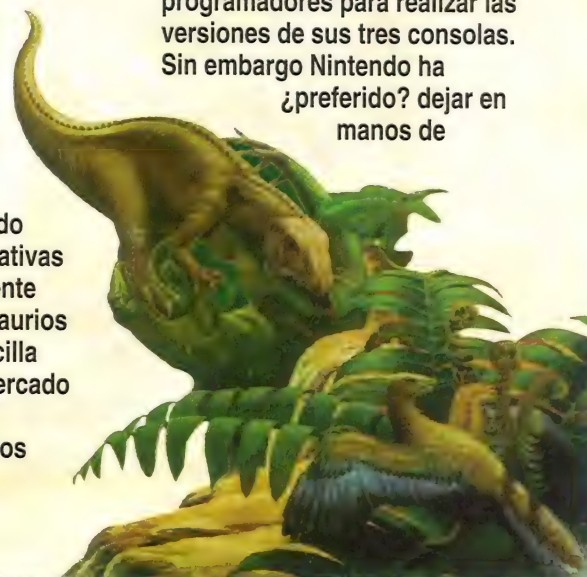 do
ativas
ente
aurios
cilla
ercado
os
programadores para realizar las
versiones de sus tres consolas.
Sin embargo Nintendo ha
¿preferido? dejar en
manos de